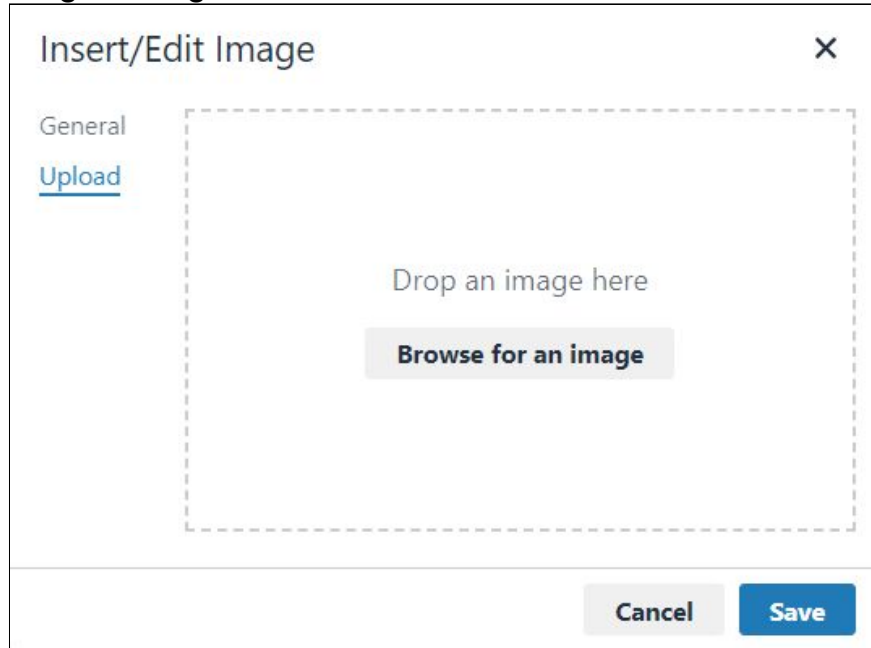 Insert/Edit Image
General
Upload
Drop an image here
Browse for an image
Cancel Save